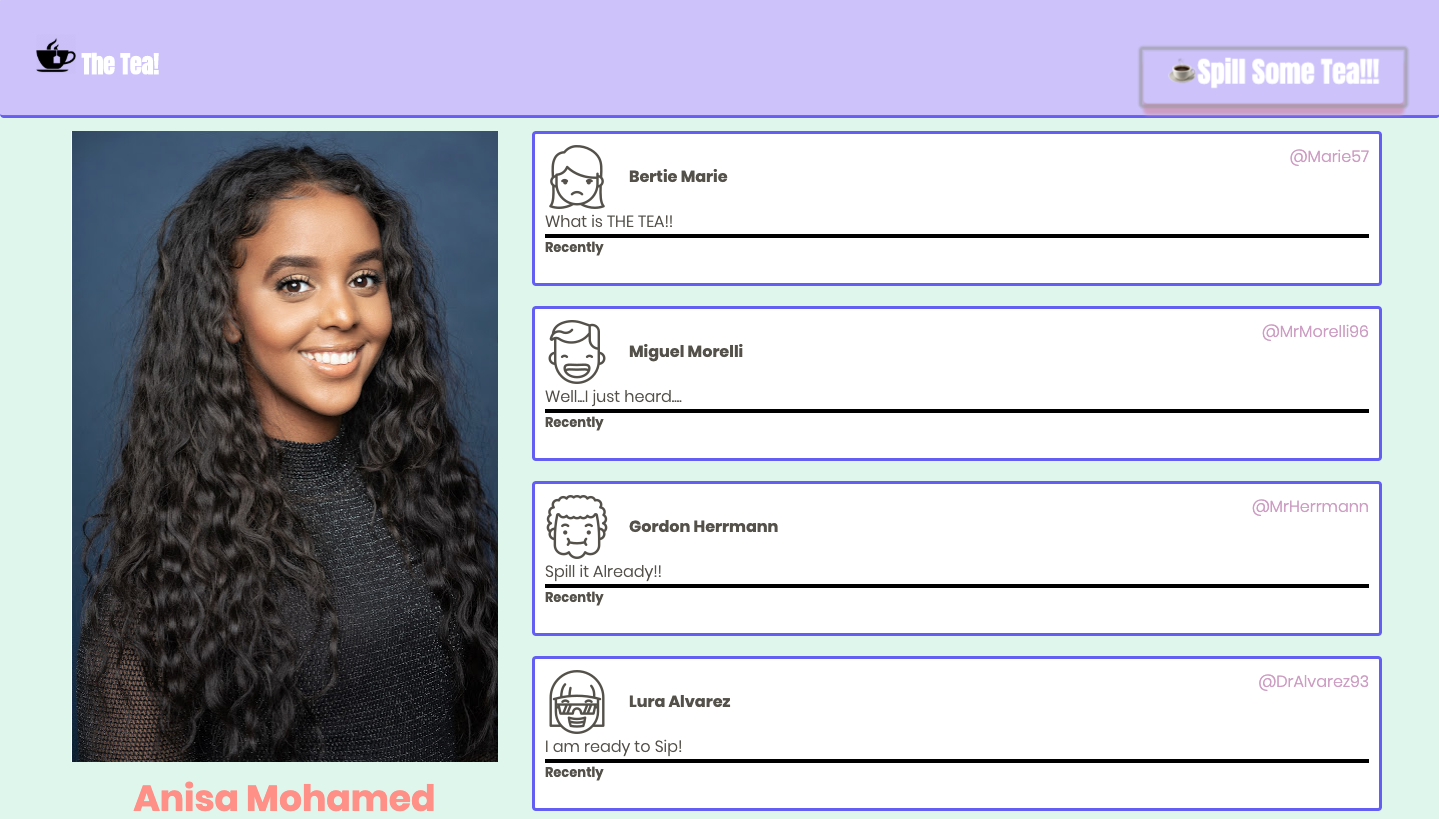 The Tea!
Spill Some Tea!!!
Bertie Marie
@Marie57
What is THE TEA!!
Recently
Miguel Morelli
@MrMorelli96
Well...I just heard....
Recently
Gordon Herrmann
@MrHerrmann
Spill it Already!!
Recently
Lura Alvarez
@DrAlvarez93
I am ready to Sip!
Recently
Anisa Mohamed